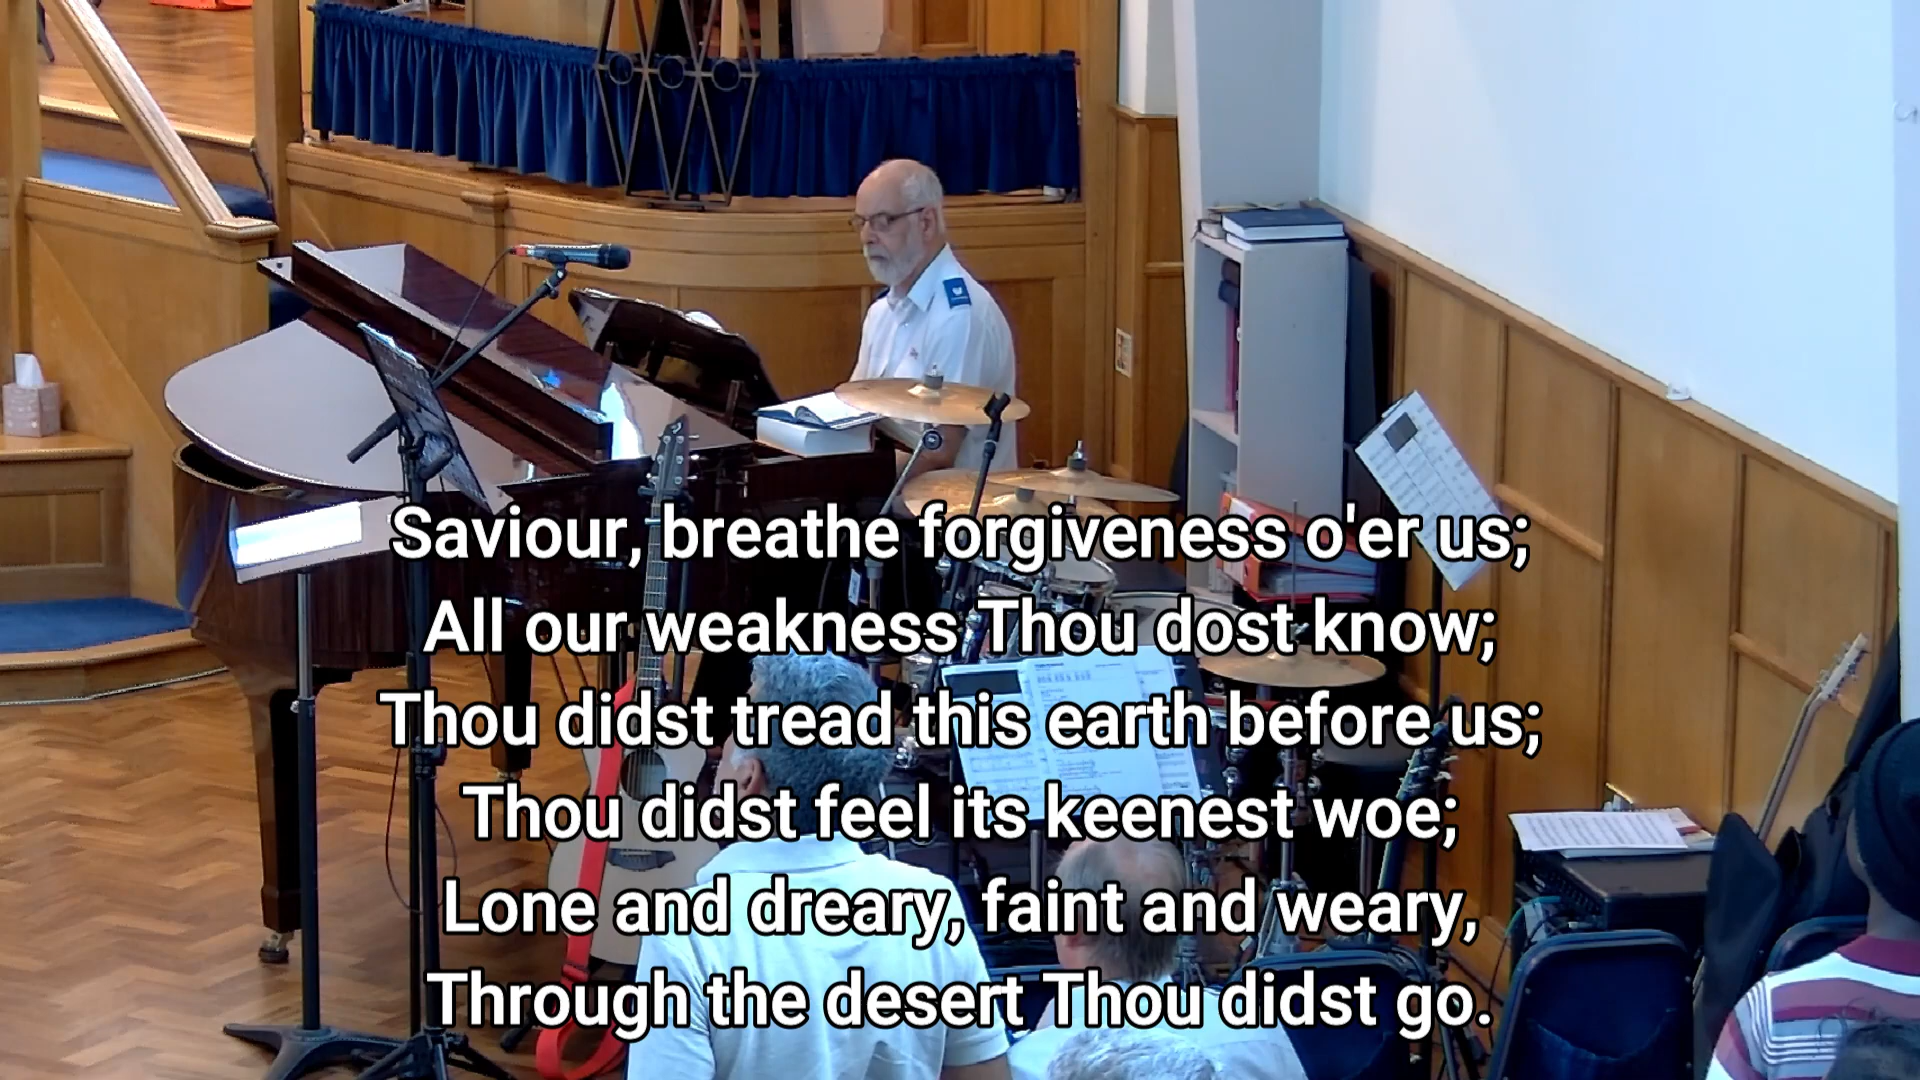 Saviour, breathe forgiveness o'er us;
All our weakness Thou dost know;
Thou didst tread this earth before us;
Thou didst feel its keenest woe;
Lone and dreary, faint and weary,
Through the desert Thou didst go.